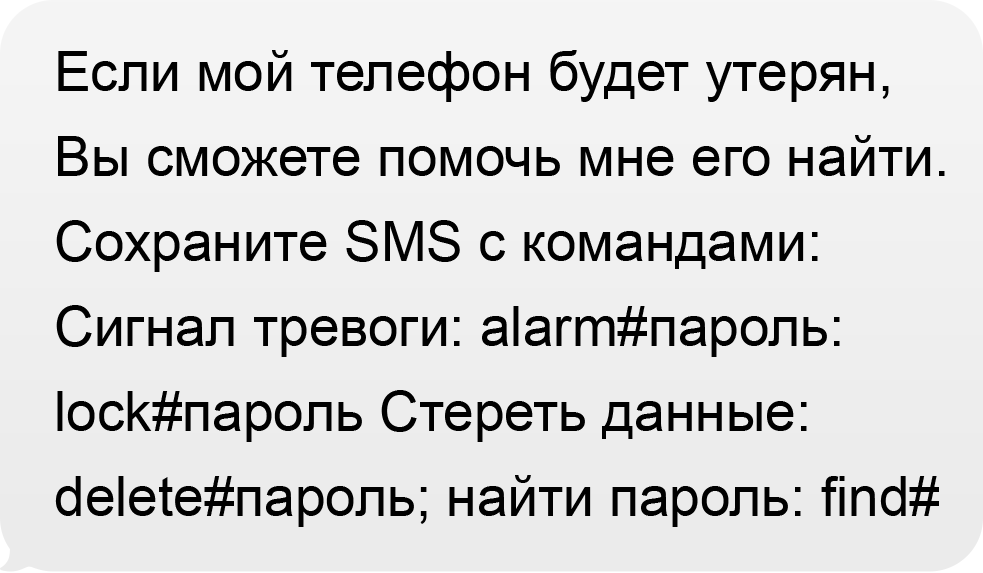 Если мой телефон будет утерян,
Вы сможете помочь мне его найти.
Сохраните SMS с командами:
Сигнал тревоги: alarm#пароль:
lock#пароль Стереть данные:
delete#пароль; найти пароль: find#